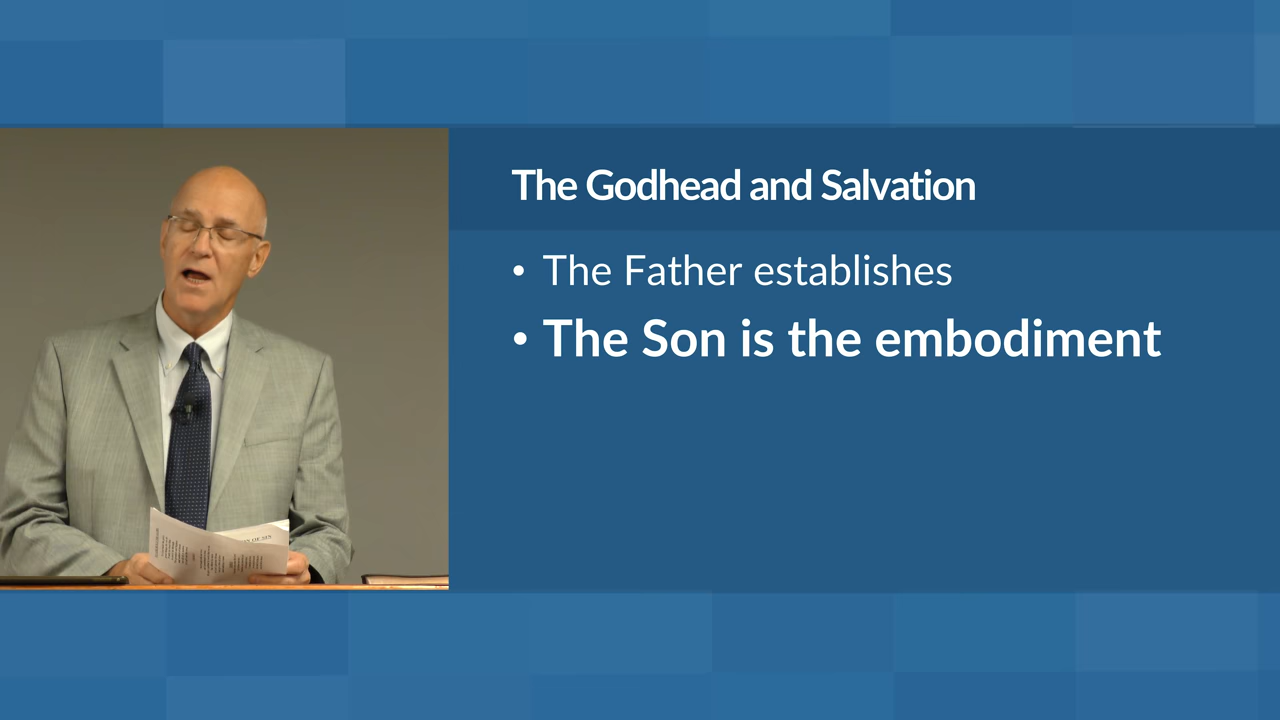 The Godhead and Salvation
• The Father establishes
• The Son is the embodiment